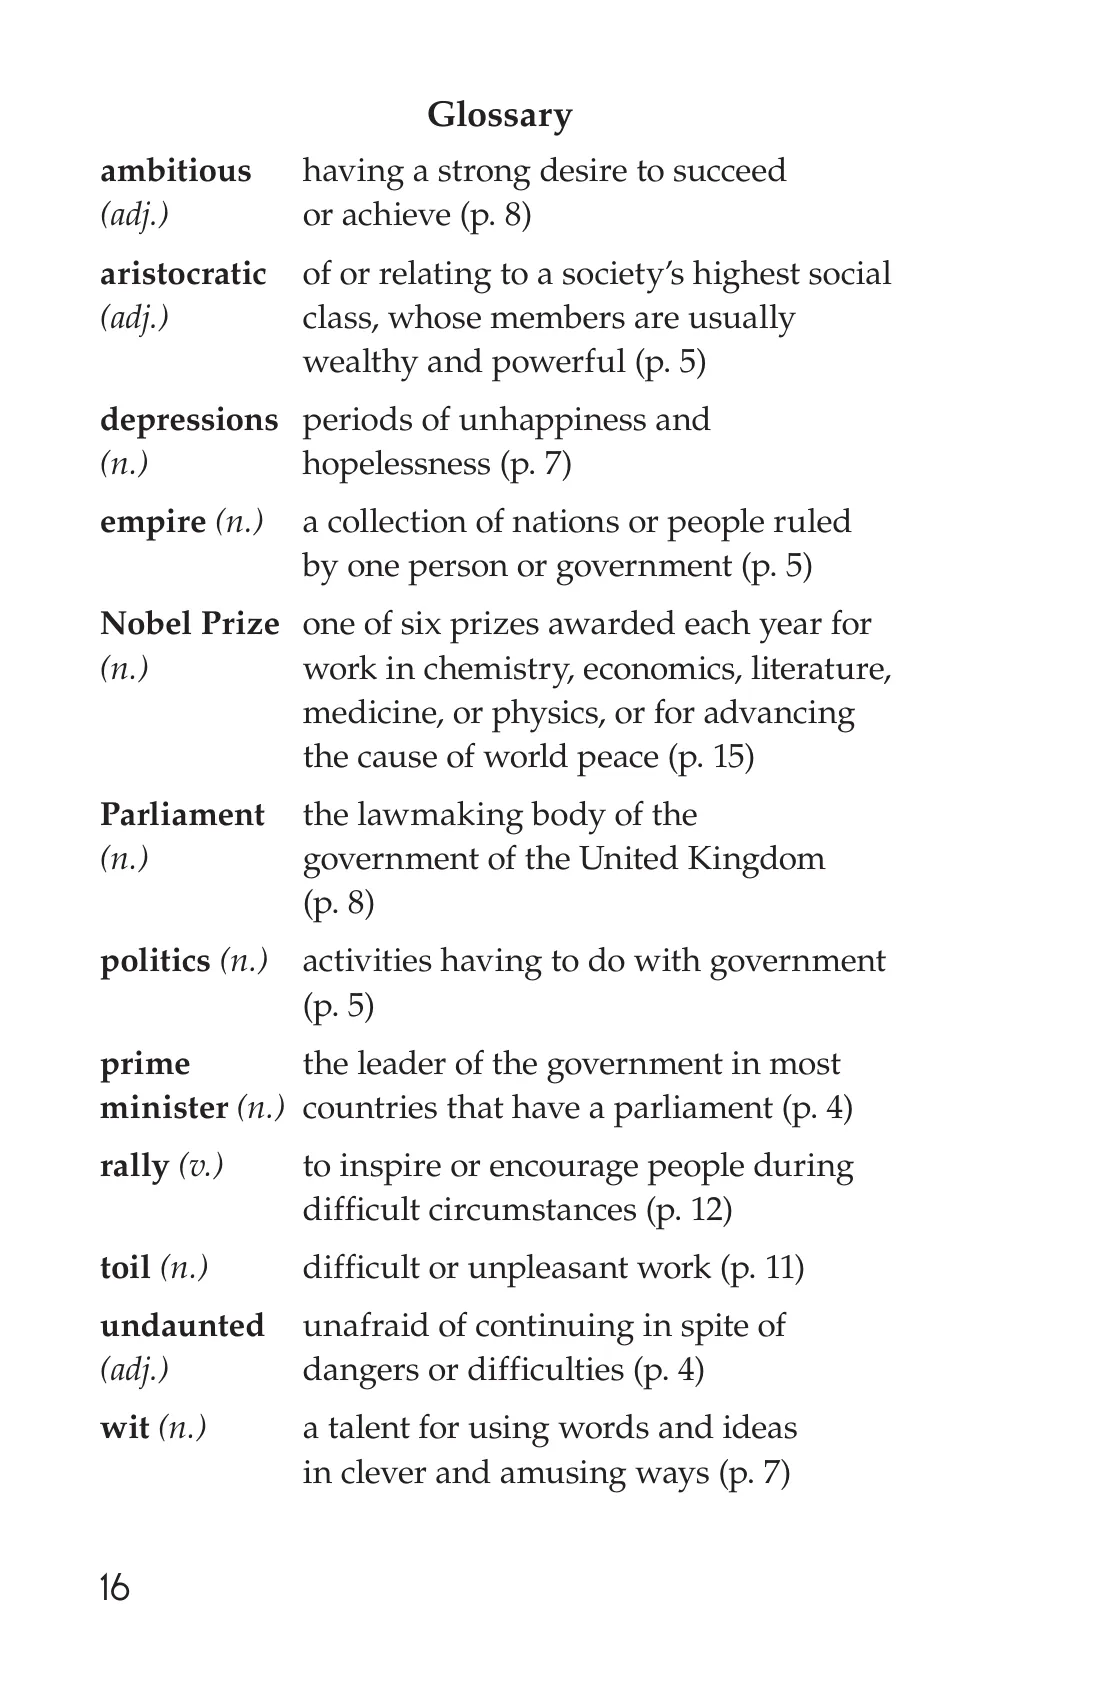 Glossary
ambitious having a strong desire to succeed
(adj.) or achieve (p. 8)
aristocratic of or relating to a society’s highest social
(adj.) class, whose members are usually
wealthy and powerful (p. 5)
depressions periods of unhappiness and
(n.) hopelessness (p. 7)
empire (n.) a collection of nations or people ruled
by one person or government (p. 5)
Nobel Prize one of six prizes awarded each year for
(n.) work in chemistry, economics, literature,
medicine, or physics, or for advancing
the cause of world peace (p. 15)
Parliament the lawmaking body of the
(n.) government of the United Kingdom
(p. 8)
politics (n.) activities having to do with government
(p. 5)
prime the leader of the government in most
minister (n.) countries that have a parliament (p. 4)
rally (v.) to inspire or encourage people during
difficult circumstances (p. 12)
toil (n.) difficult or unpleasant work (p. 11)
undaunted unafraid of continuing in spite of
(adj.) dangers or difficulties (p. 4)
wit (n.) a talent for using words and ideas
in clever and amusing ways (p. 7)
16